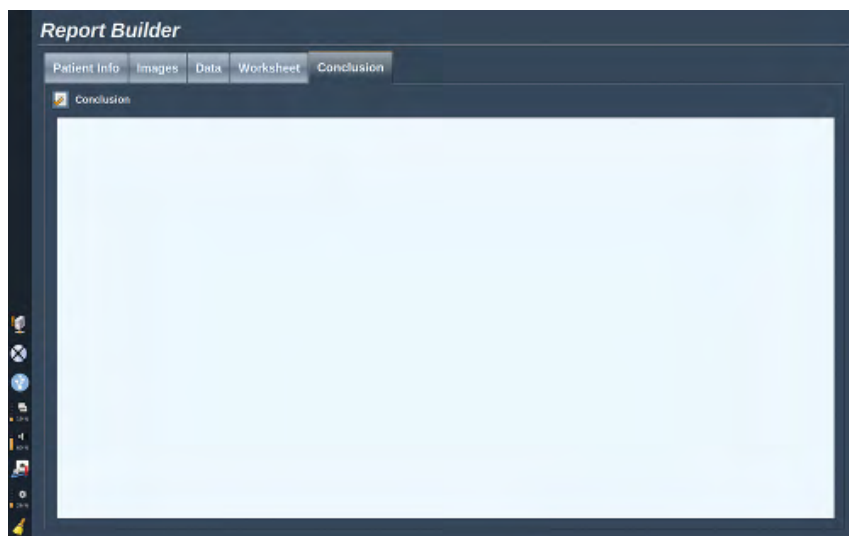 Report Builder
Patient Info Images Data Worksheet Conclusion
Conclusion